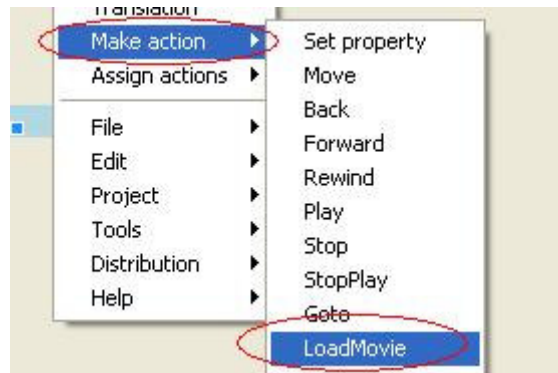 Translation
Make action
Assign actions
File
Edit
Project
Tools
Distribution
Help
Set property
Move
Back
Forward
Rewind
Play
Stop
StopPlay
Goto
LoadMovie